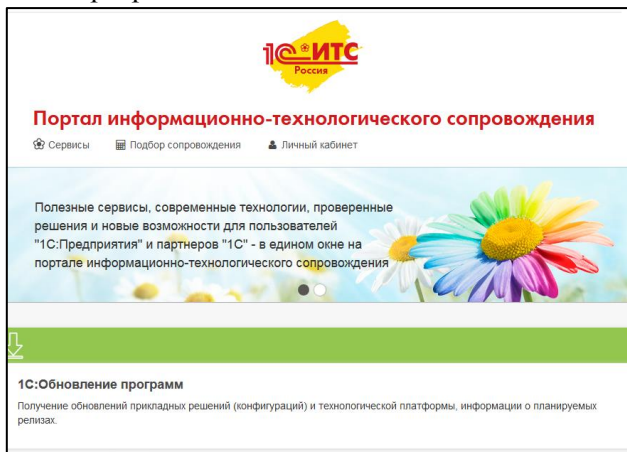 1С ИТС
Россия
Портал информационно-технологического сопровождения
Сервисы Подбор сопровождения Личный кабинет
Полезные сервисы, современные технологии, проверенные
решения и новые возможности для пользователей
"1С:Предприятия" и партнеров "1С" - в едином окне на
портале информационно-технологического сопровождения
1С:Обновление программ
Получение обновлений прикладных решений (конфигураций) и технологической платформы, информации о планируемых
релизах.